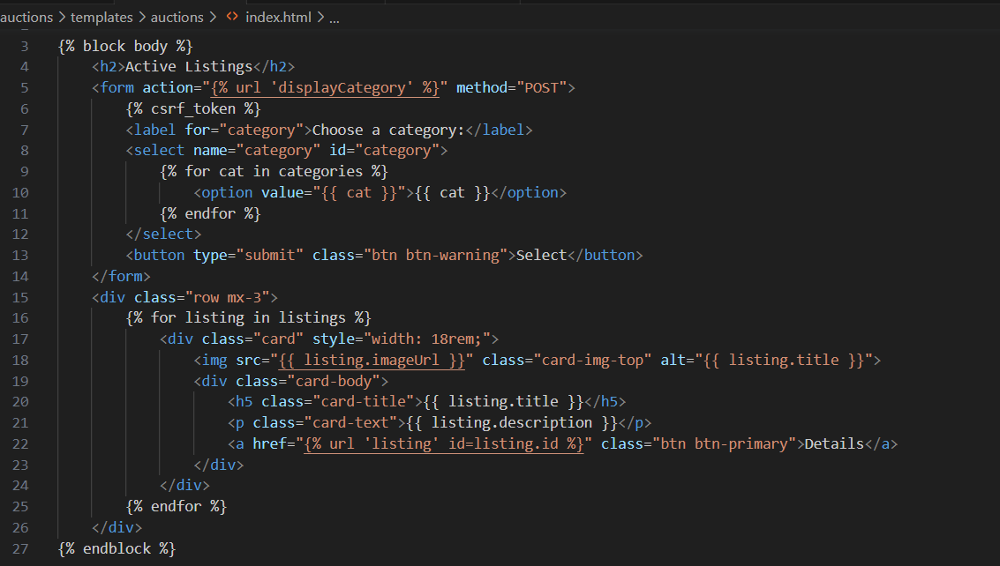 auctions > templates > auctions > <> index.html > ...
3 {% block body %}
4     <h2>Active Listings</h2>
5     <form action="{% url 'displayCategory' %}" method="POST">
6         {% csrf_token %}
7         <label for="category">Choose a category:</label>
8         <select name="category" id="category">
9             {% for cat in categories %}
10                 <option value="{{ cat }}">{{ cat }}</option>
11             {% endfor %}
12         </select>
13         <button type="submit" class="btn btn-warning">Select</button>
14     </form>
15     <div class="row mx-3">
16         {% for listing in listings %}
17             <div class="card" style="width: 18rem;">
18                 <img src="{{ listing.imageUrl }}" class="card-img-top" alt="{{ listing.title }}">
19                 <div class="card-body">
20                     <h5 class="card-title">{{ listing.title }}</h5>
21                     <p class="card-text">{{ listing.description }}</p>
22                     <a href="{% url 'listing' id=listing.id %}" class="btn btn-primary">Details</a>
23                 </div>
24             </div>
25         {% endfor %}
26     </div>
27 {% endblock %}